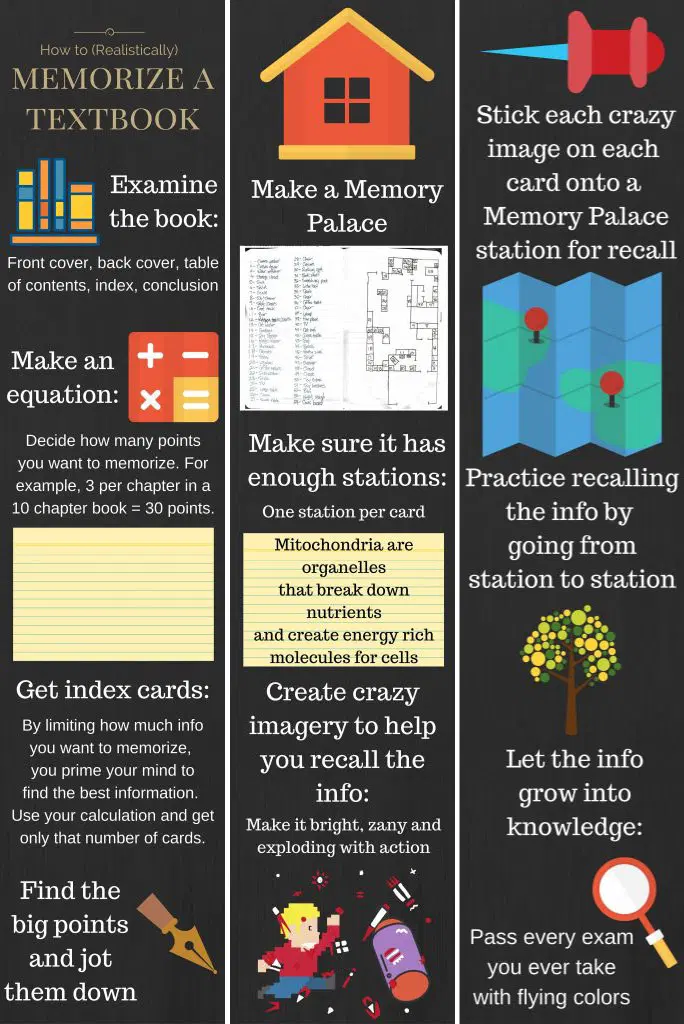 How to (Realistically)
MEMORIZE A
TEXTBOOK
Examine
the book:
Front cover, back cover, table
of contents, index, conclusion
Make an
equation:
Decide how many points
you want to memorize. For
example, 3 per chapter in a
10 chapter book = 30 points.
Get index cards:
By limiting how much info
you want to memorize,
you prime your mind to
find the best information.
Use your calculation and get
only that number of cards.
Find the
big points
and jot
them down
Make a Memory
Palace
Make sure it has
enough stations:
One station per card
Mitochondria are
organelles
that break down
nutrients
and create energy rich
molecules for cells
Create crazy
imagery to help
you recall the
info:
Make it bright, zany and
exploding with action
Stick each crazy
image on each
card onto a
Memory Palace
station for recall
Practice recalling
the info by
going from
station to station
Let the info
grow into
knowledge:
Pass every exam
you ever take
with flying colors